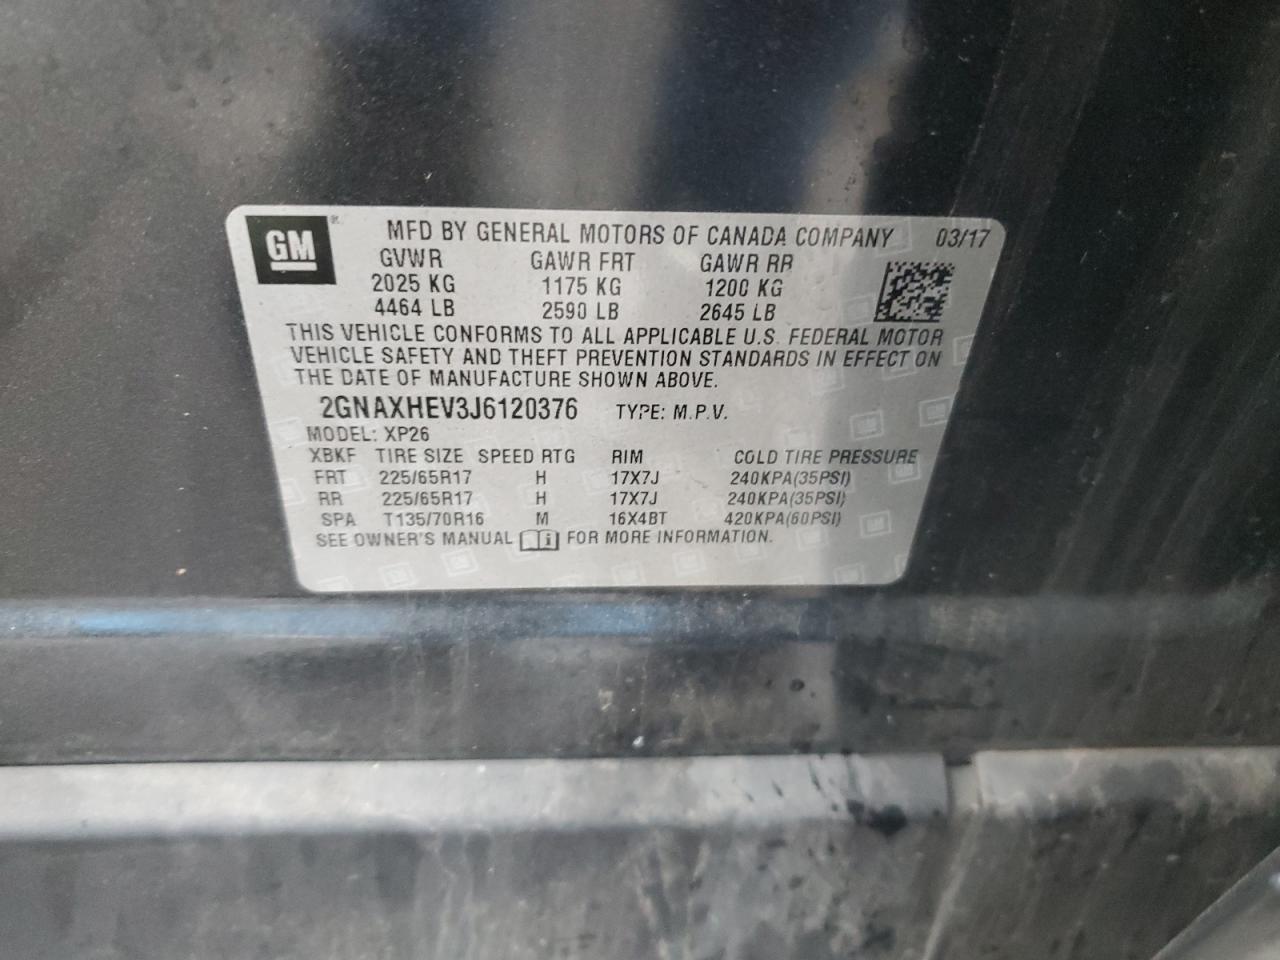 GM
MFD BY GENERAL MOTORS OF CANADA COMPANY 03/17
GVWR GAWR FRT GAWR RR
2025 KG 1175 KG 1200 KG
4464 LB 2590 LB 2645 LB
THIS VEHICLE CONFORMS TO ALL APPLICABLE U.S. FEDERAL MOTOR
VEHICLE SAFETY AND THEFT PREVENTION STANDARDS IN EFFECT ON
THE DATE OF MANUFACTURE SHOWN ABOVE.
2GNAXHEV3J6120376 TYPE: M.P.V.
MODEL: XP26
XBKF TIRE SIZE SPEED RTG RIM COLD TIRE PRESSURE
FRT 225/65R17 H 17X7J 240KPA(35PSI)
RR 225/65R17 H 17X7J 240KPA(35PSI)
SPA T135/70R16 M 16X4BT 420KPA(60PSI)
SEE OWNER'S MANUAL i FOR MORE INFORMATION.